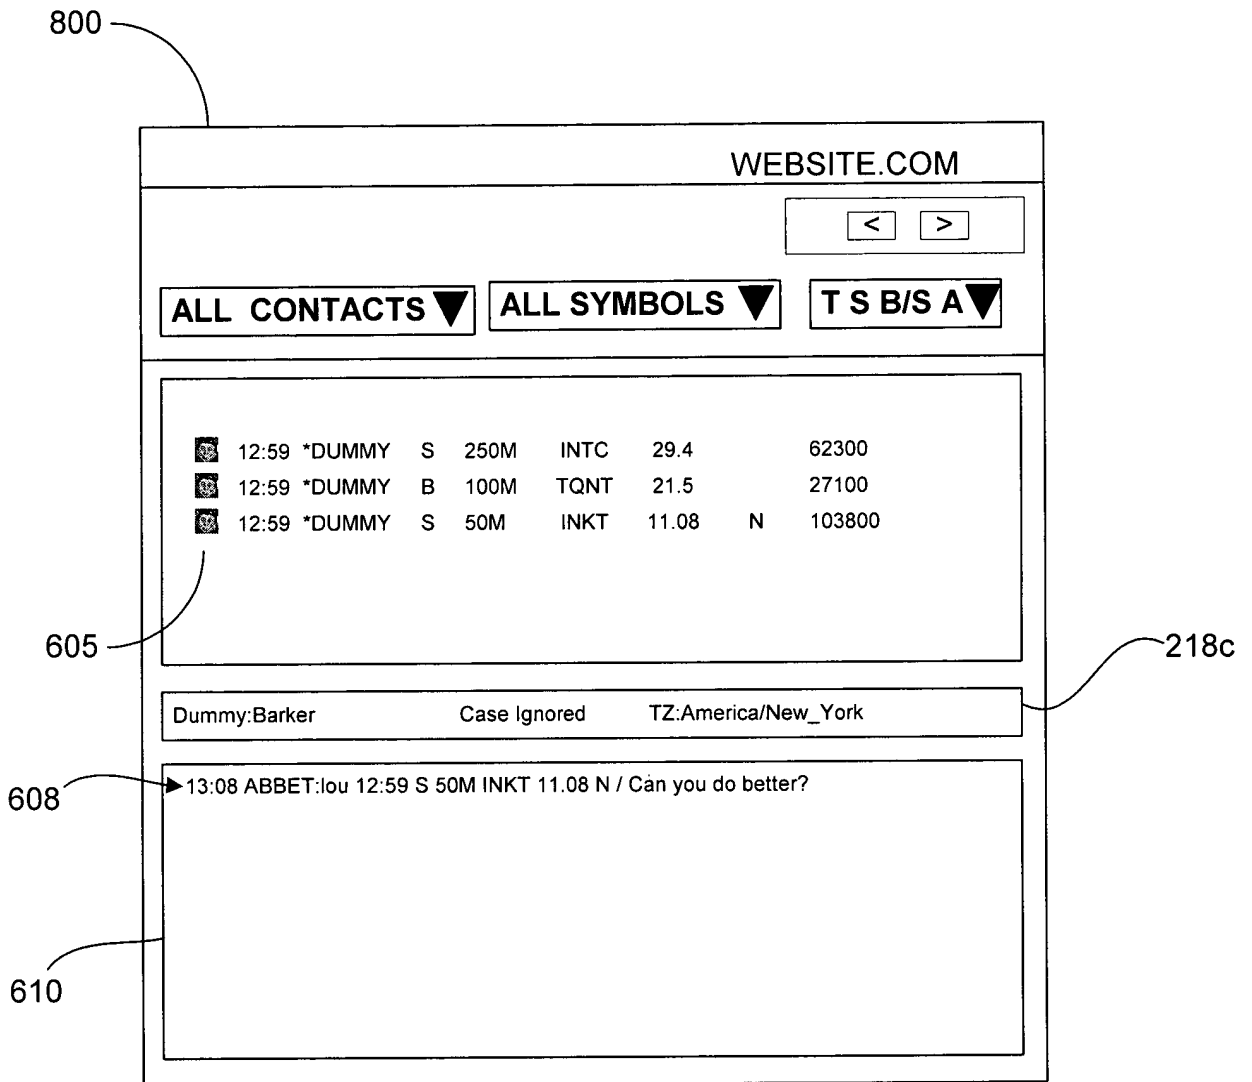 800
WEBSITE.COM
< >
ALL CONTACTS ▼ ALL SYMBOLS ▼ T S B/S A ▼
12:59 *DUMMY S 250M INTC 29.4 62300
12:59 *DUMMY B 100M TQNT 21.5 27100
12:59 *DUMMY S 50M INKT 11.08 N 103800
605
218c
Dummy:Barker Case Ignored TZ:America/New_York
608
13:08 ABBET:lou 12:59 S 50M INKT 11.08 N / Can you do better?
610